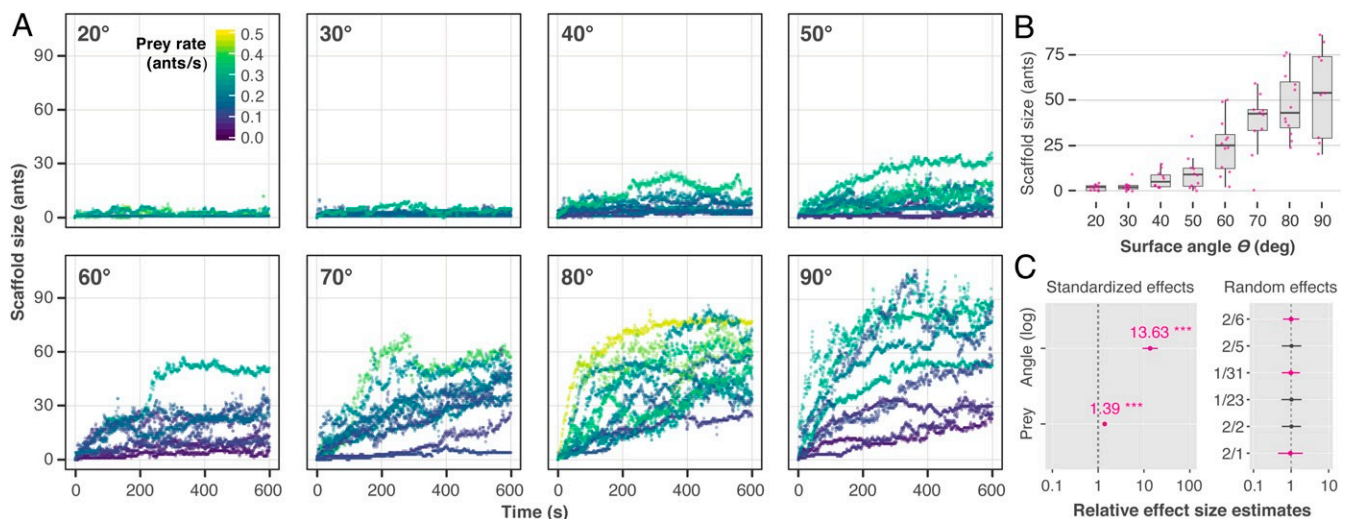 A
20°
Prey rate
(ants/s)
0.5
0.4
0.3
0.2
0.1
0.0
30°
40°
50°
90
60
30
0
60°
70°
80°
90°
90
60
30
0
Scaffold size (ants)
0 200 400 600
0 200 400 600
0 200 400 600
0 200 400 600
Time (s)
B
Scaffold size (ants)
75
50
25
0
20 30 40 50 60 70 80 90
Surface angle Θ (deg)
C
Standardized effects
Angle (log)
13.63 ***
Prey
1.39 ***
0.1 1 10 100
Random effects
2/6
2/5
1/31
1/23
2/2
2/1
0.1 1 10
Relative effect size estimates